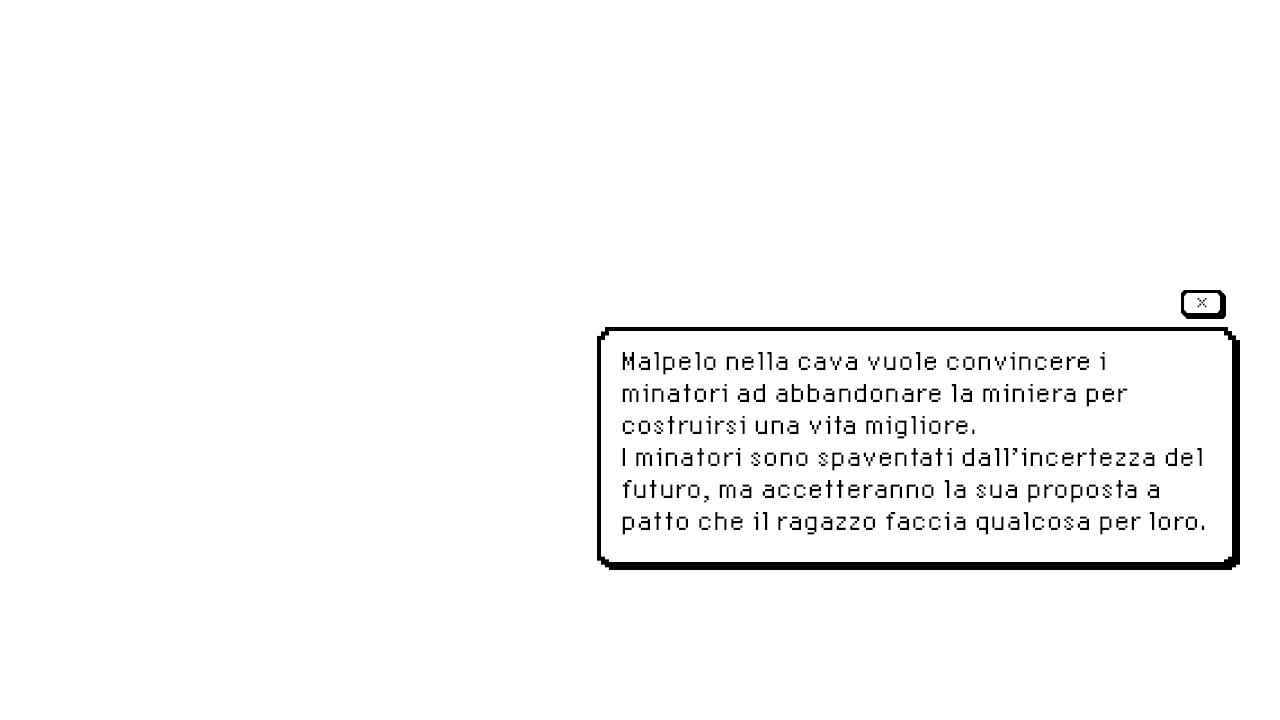 x
Malpelo nella cava vuole convincere i
minatori ad abbandonare la miniera per
costruirsi una vita migliore.
I minatori sono spaventati dall’incertezza del
futuro, ma accetteranno la sua proposta a
patto che il ragazzo faccia qualcosa per loro.